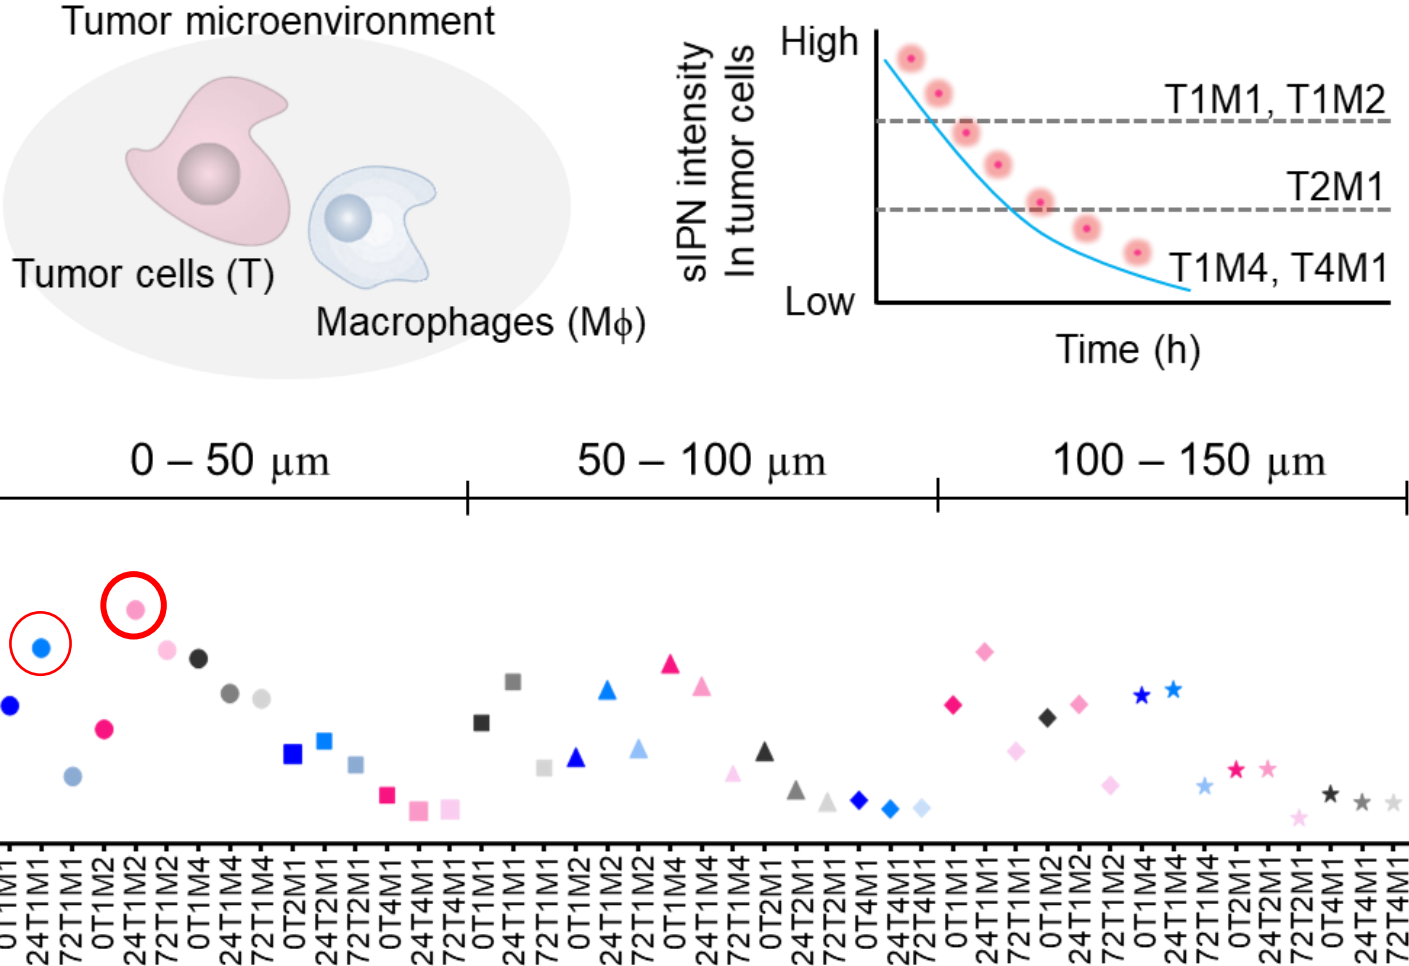 Tumor microenvironment
Tumor cells (T)
Macrophages (Mϕ)
sIPN intensity
In tumor cells
High
Low
T1M1, T1M2
T2M1
T1M4, T4M1
Time (h)
0 – 50 μm
50 – 100 μm
100 – 150 μm
0T1M1
24T1M1
72T1M1
0T1M2
24T1M2
72T1M2
0T1M4
24T1M4
72T1M4
0T2M1
24T2M1
72T2M1
0T4M1
24T4M1
72T4M1
0T1M1
24T1M1
72T1M1
0T1M2
24T1M2
72T1M2
0T1M4
24T1M4
72T1M4
0T2M1
24T2M1
72T2M1
0T4M1
24T4M1
72T4M1
0T1M1
24T1M1
72T1M1
0T1M2
24T1M2
72T1M2
0T1M4
24T1M4
72T1M4
0T2M1
24T2M1
72T2M1
0T4M1
24T4M1
72T4M1